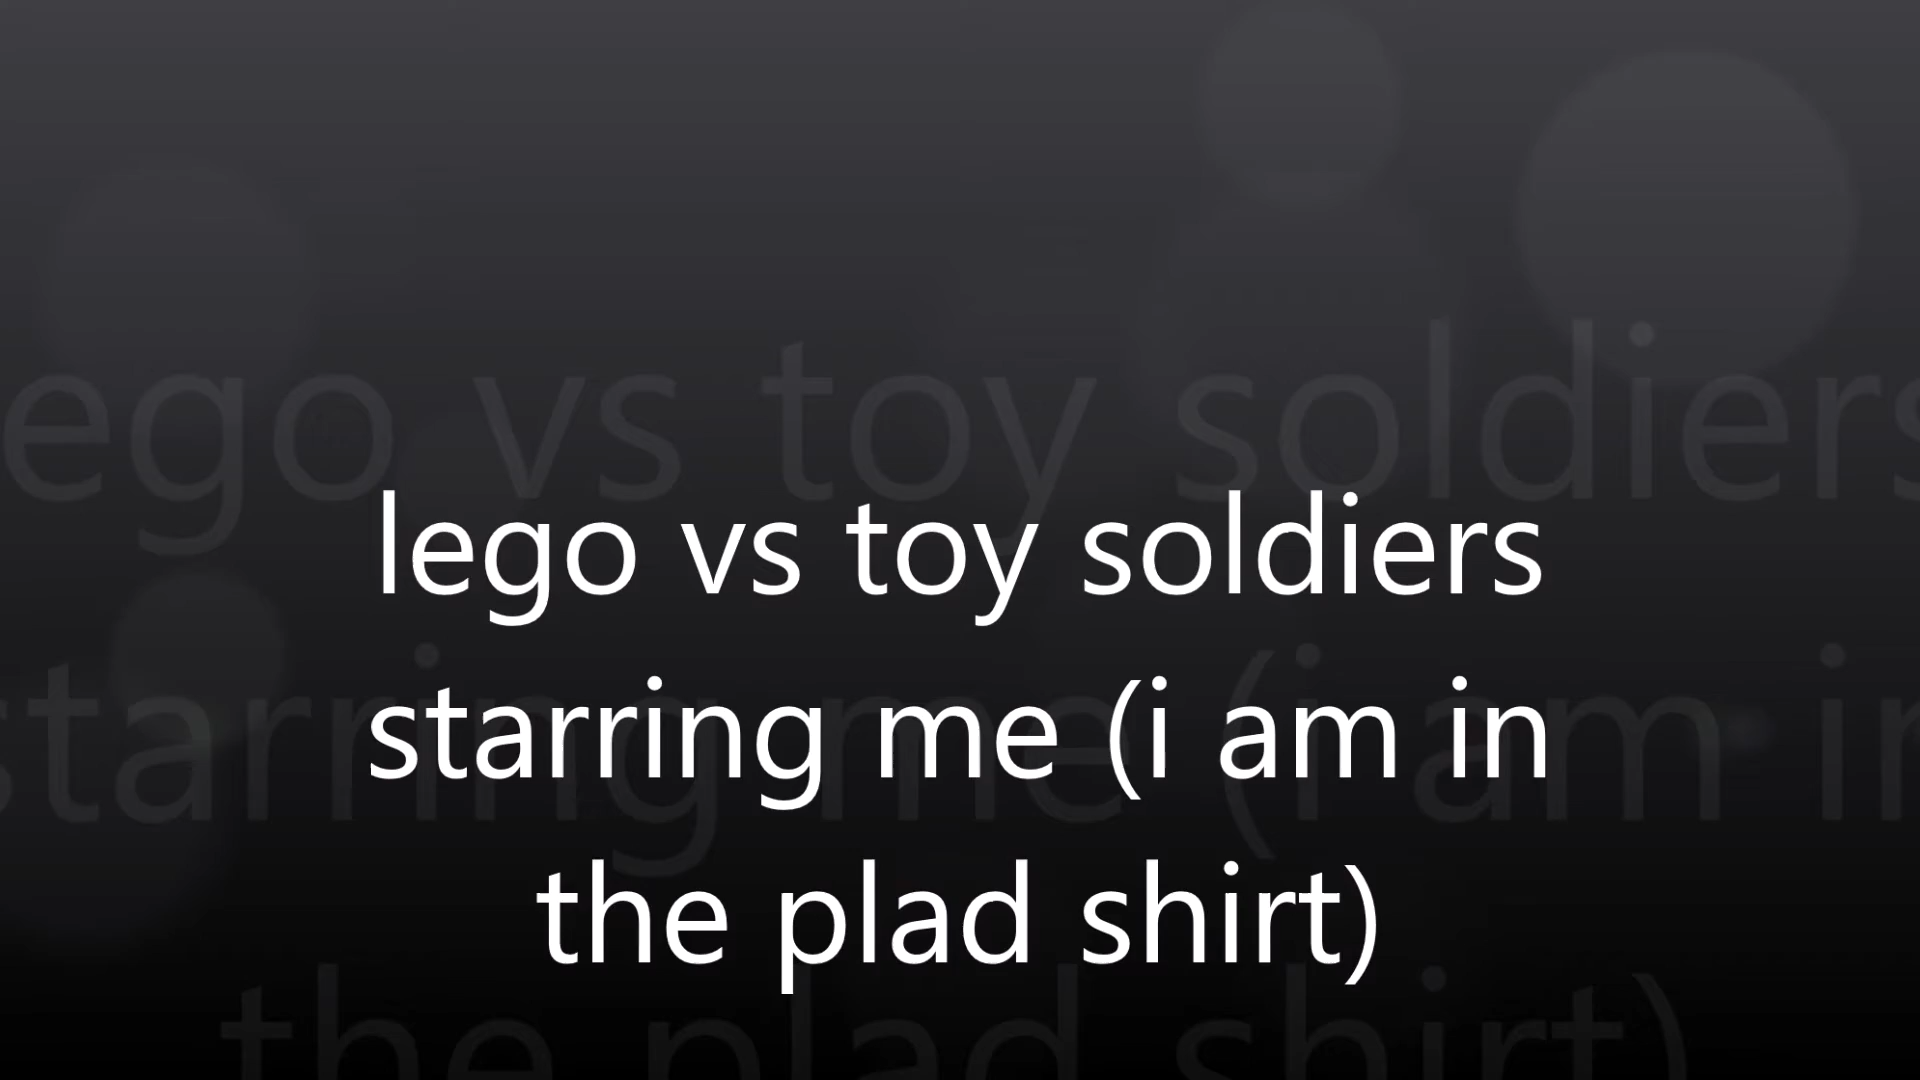 lego vs toy soldiers
starring me (i am in
the plad shirt)